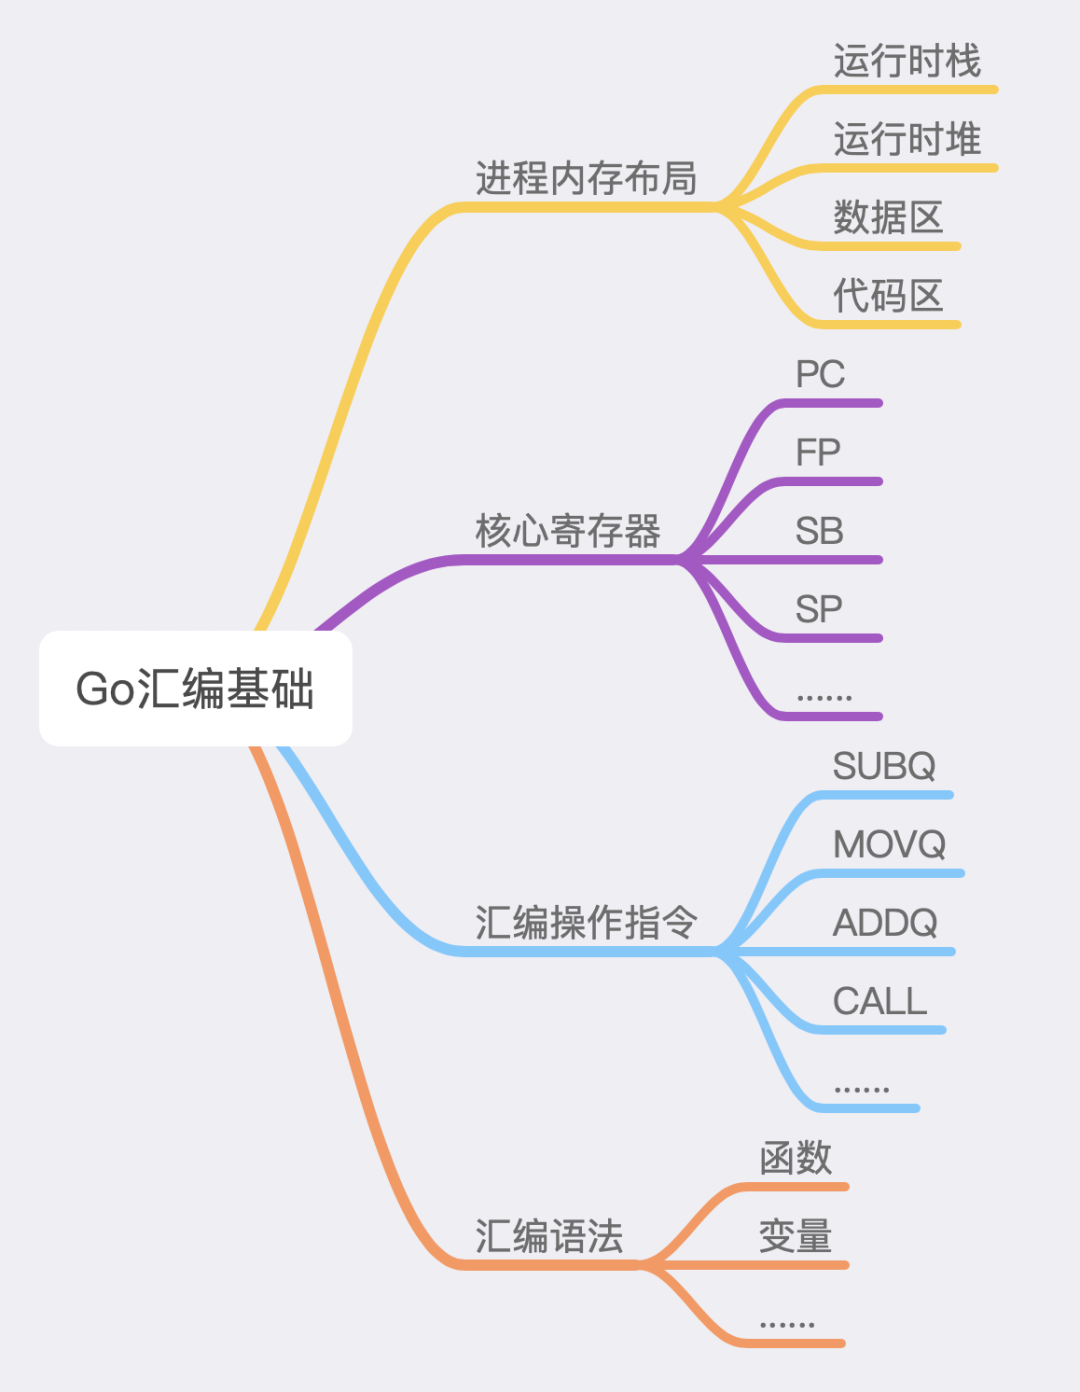 Go汇编基础
进程内存布局
运行时栈
运行时堆
数据区
代码区
核心寄存器
PC
FP
SB
SP
......
汇编操作指令
SUBQ
MOVQ
ADDQ
CALL
......
汇编语法
函数
变量
......